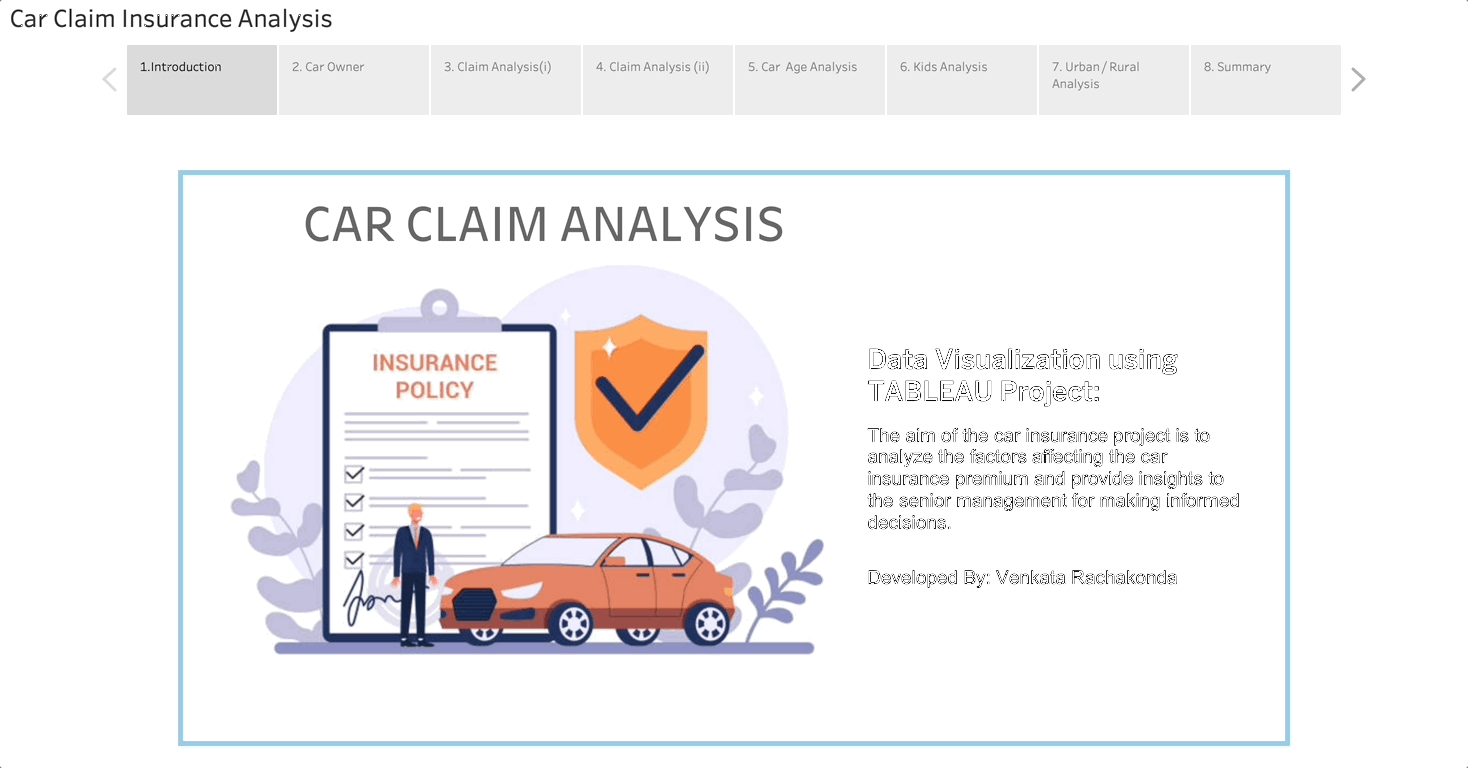 Car Claim Insurance Analysis
1.Introduction
2. Car Owner
3. Claim Analysis(i)
4. Claim Analysis (ii)
5. Car Age Analysis
6. Kids Analysis
7. Urban / Rural
Analysis
8. Summary
CAR CLAIM ANALYSIS
INSURANCE
POLICY
Data Visualization using
TABLEAU Project:
The aim of the car insurance project is to
analyze the factors affecting the car
insurance premium and provide insights to
the senior management for making informed
decisions.
Developed By: Venkata Rachakonda